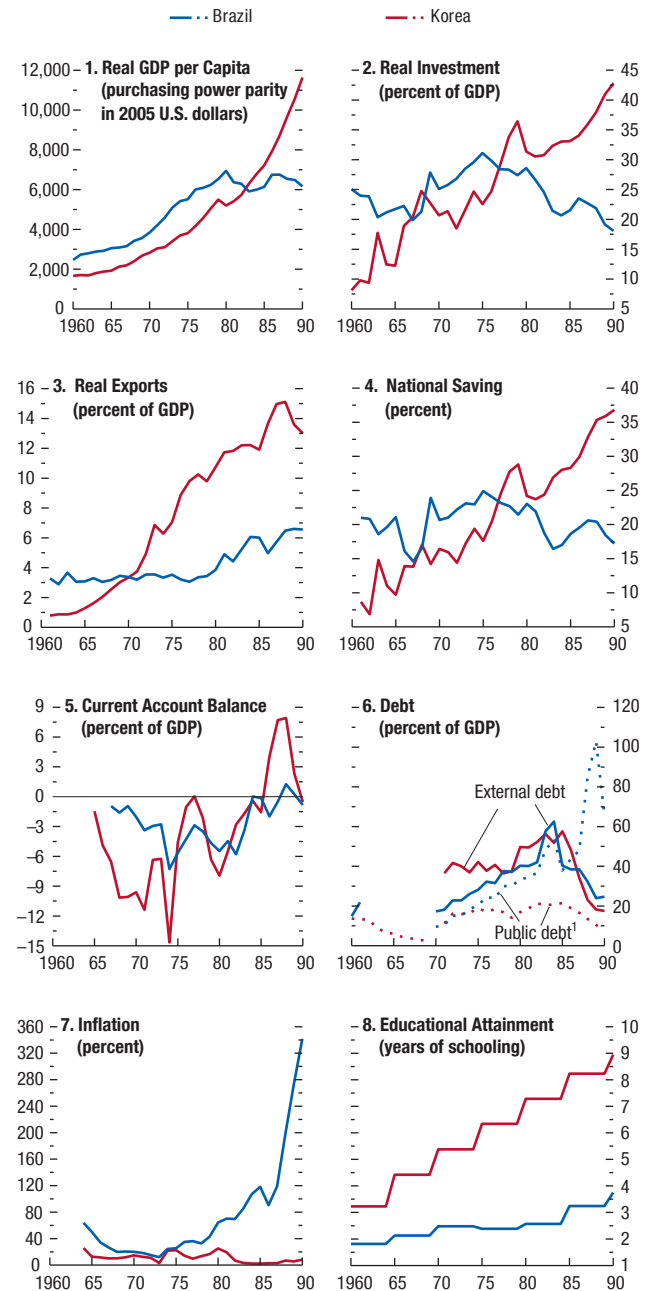 Brazil
Korea
1. Real GDP per Capita
(purchasing power parity
in 2005 U.S. dollars)
12,000
10,000
8,000
6,000
4,000
2,000
0
1960 65 70 75 80 85 90
2. Real Investment
(percent of GDP)
45
40
35
30
25
20
15
10
5
1960 65 70 75 80 85 90
3. Real Exports
(percent of GDP)
16
14
12
10
8
6
4
2
0
1960 65 70 75 80 85 90
4. National Saving
(percent)
40
35
30
25
20
15
10
5
1960 65 70 75 80 85 90
5. Current Account Balance
(percent of GDP)
9
6
3
0
–3
–6
–9
–12
–15
1960 65 70 75 80 85 90
6. Debt
(percent of GDP)
External debt
Public debt¹
120
100
80
60
40
20
0
1960 65 70 75 80 85 90
7. Inflation
(percent)
360
320
280
240
200
160
120
80
40
0
1960 65 70 75 80 85 90
8. Educational Attainment
(years of schooling)
10
9
8
7
6
5
4
3
2
1
1960 65 70 75 80 85 90